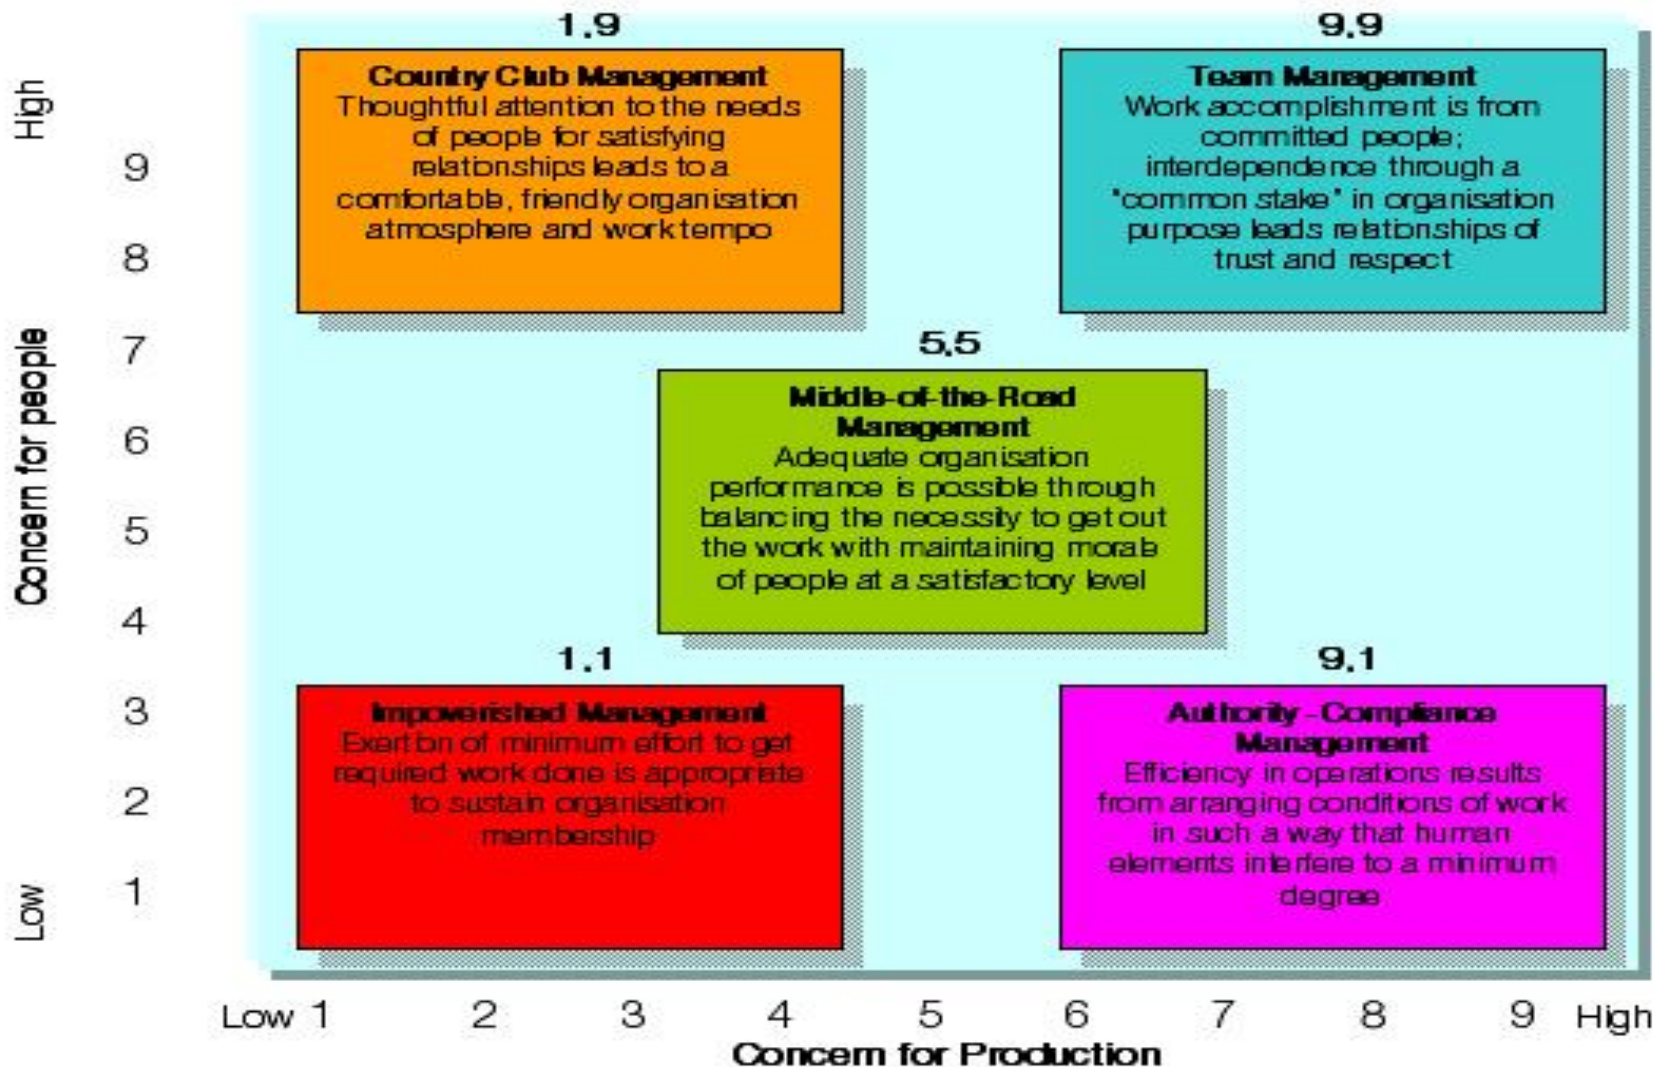 1.9
Country Club Management
Thoughtful attention to the needs
of people for satisfying
relationships leads to a
comfortable, friendly organisation
atmosphere and work tempo
9.9
Team Management
Work accomplishment is from
committed people;
interdependence through a
"common stake" in organisation
purpose leads relationships of
trust and respect
5.5
Middle-of-the-Road
Management
Adequate organisation
performance is possible through
balancing the necessity to get out
the work with maintaining morale
of people at a satisfactory level
1.1
Impoverished Management
Exertion of minimum effort to get
required work done is appropriate
to sustain organisation
membership
9.1
Authority-Compliance
Management
Efficiency in operations results
from arranging conditions of work
in such a way that human
elements interfere to a minimum
degree
High
Concern for people
Low
9
8
7
6
5
4
3
2
1
Low 1 2 3 4 5 6 7 8 9 High
Concern for Production